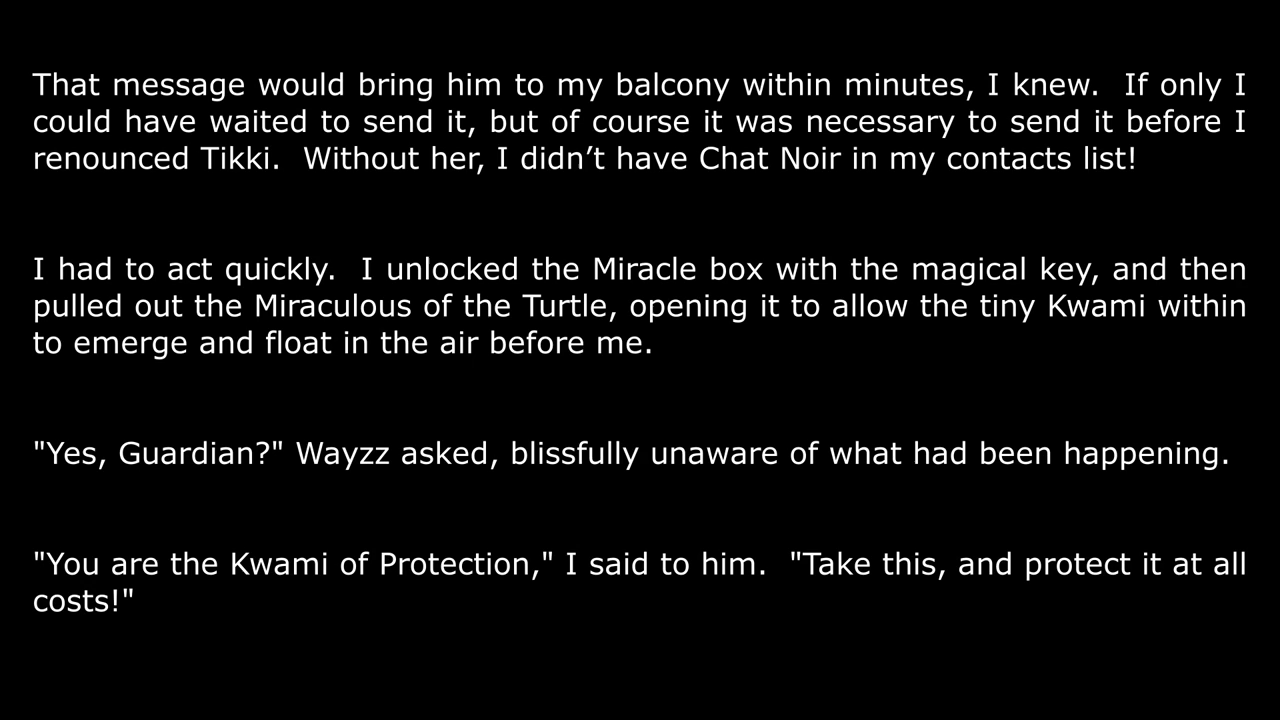 That message would bring him to my balcony within minutes, I knew.  If only I
could have waited to send it, but of course it was necessary to send it before I
renounced Tikki.  Without her, I didn’t have Chat Noir in my contacts list!
I had to act quickly.  I unlocked the Miracle box with the magical key, and then
pulled out the Miraculous of the Turtle, opening it to allow the tiny Kwami within
to emerge and float in the air before me.
"Yes, Guardian?" Wayzz asked, blissfully unaware of what had been happening.
"You are the Kwami of Protection," I said to him.  "Take this, and protect it at all
costs!"